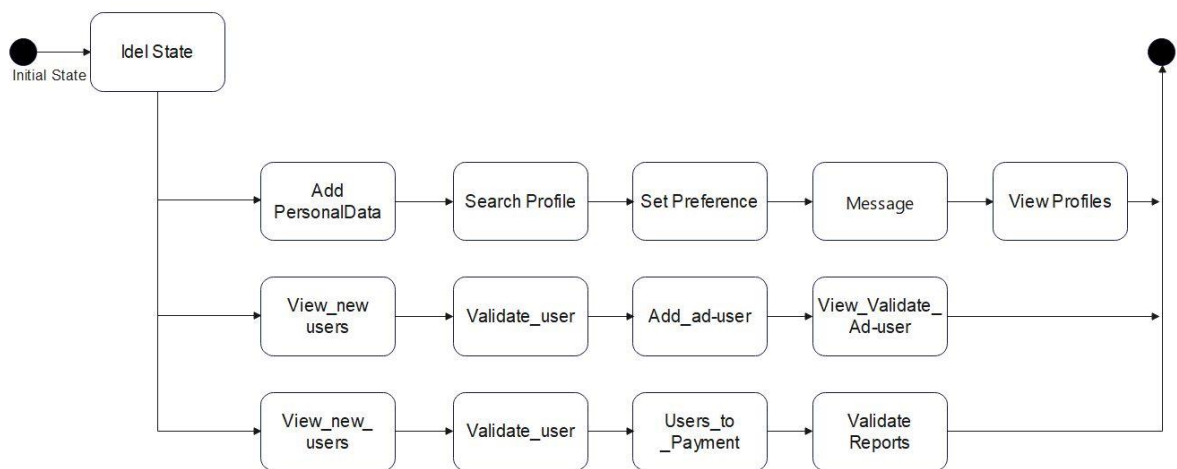 Idel State
Initial State
Add
PersonalData
Search Profile
Set Preference
Message
View Profiles
View_new_
users
Validate_user
Add_ad-user
View_Validate_
Ad-user
View_new_
users
Validate_user
Users_to
_Payment
Validate
Reports